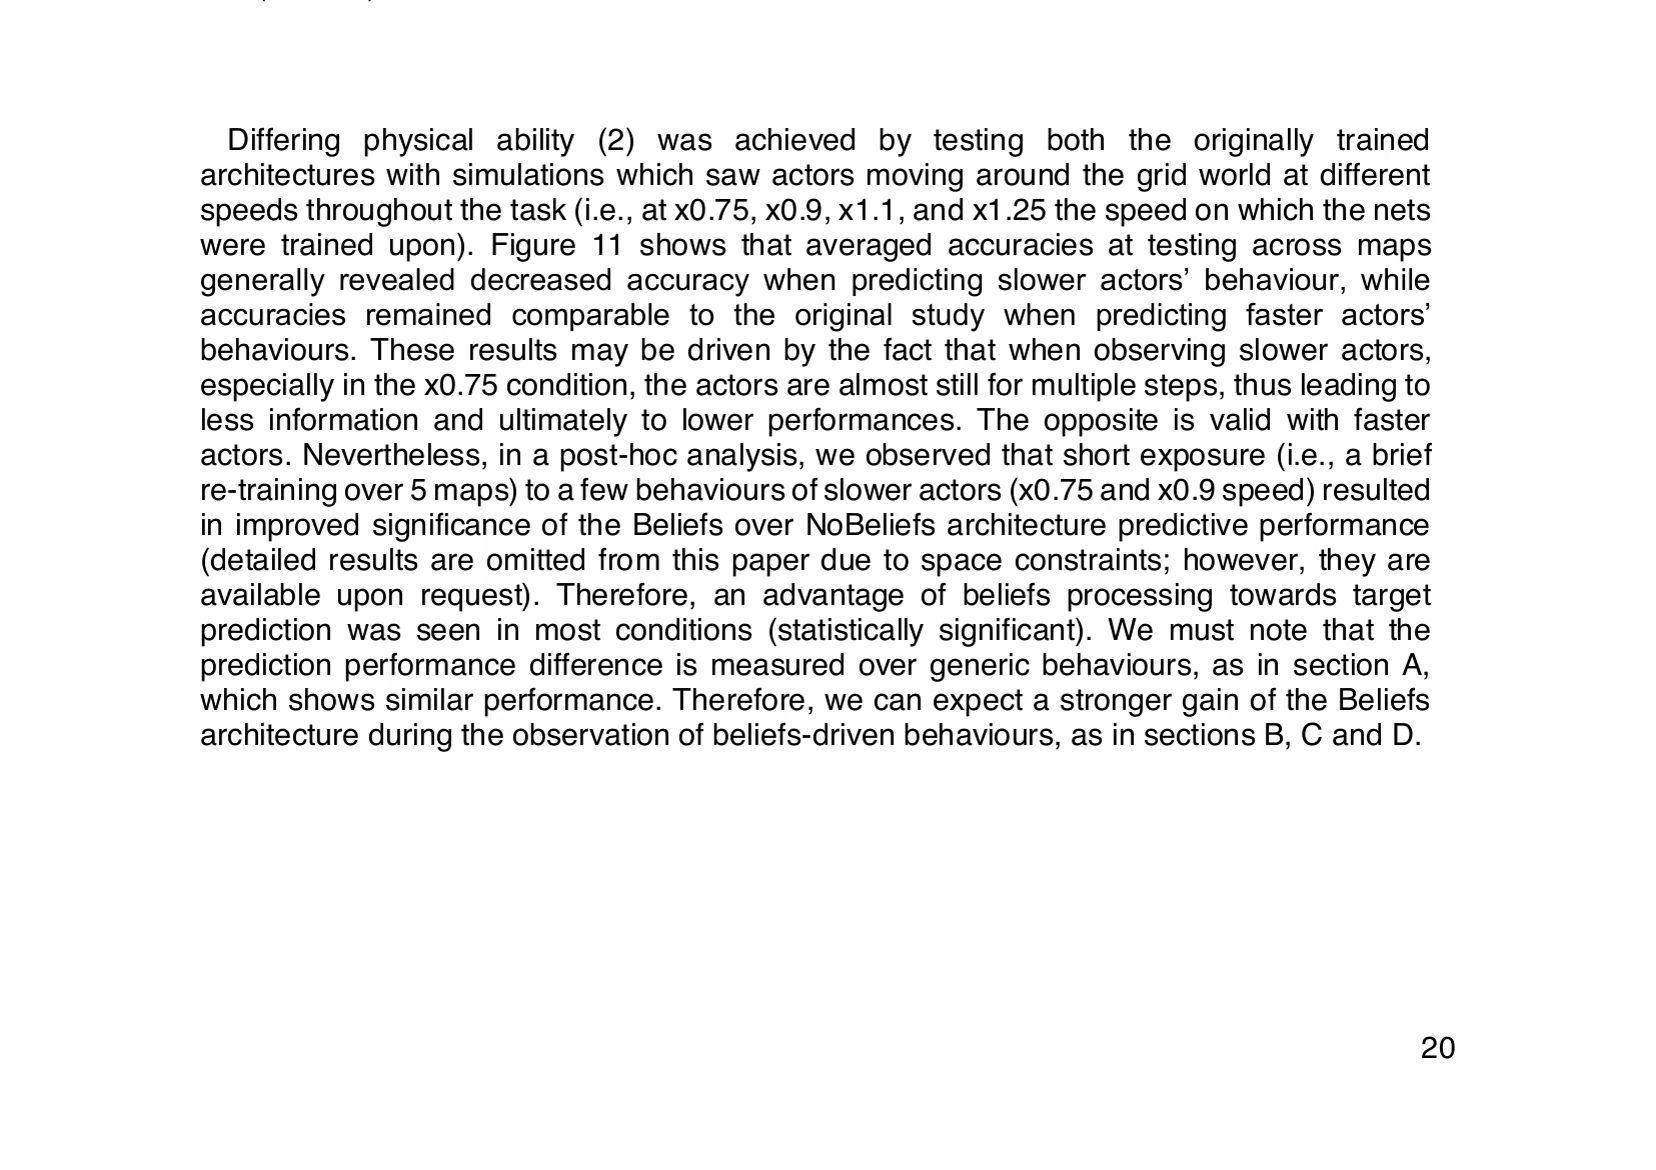 Differing physical ability (2) was achieved by testing both the originally trained
architectures with simulations which saw actors moving around the grid world at different
speeds throughout the task (i.e., at x0.75, x0.9, x1.1, and x1.25 the speed on which the nets
were trained upon). Figure 11 shows that averaged accuracies at testing across maps
generally revealed decreased accuracy when predicting slower actors’ behaviour, while
accuracies remained comparable to the original study when predicting faster actors’
behaviours. These results may be driven by the fact that when observing slower actors,
especially in the x0.75 condition, the actors are almost still for multiple steps, thus leading to
less information and ultimately to lower performances. The opposite is valid with faster
actors. Nevertheless, in a post-hoc analysis, we observed that short exposure (i.e., a brief
re-training over 5 maps) to a few behaviours of slower actors (x0.75 and x0.9 speed) resulted
in improved significance of the Beliefs over NoBeliefs architecture predictive performance
(detailed results are omitted from this paper due to space constraints; however, they are
available upon request). Therefore, an advantage of beliefs processing towards target
prediction was seen in most conditions (statistically significant). We must note that the
prediction performance difference is measured over generic behaviours, as in section A,
which shows similar performance. Therefore, we can expect a stronger gain of the Beliefs
architecture during the observation of beliefs-driven behaviours, as in sections B, C and D.
20